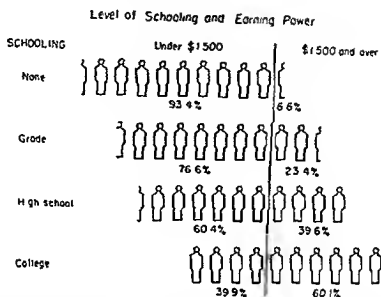 Level of Schooling and Earning Power
SCHOOLING Under $1500 $1500 and over
None
93.4% 6.6%
Grade
76.6% 23.4%
High school
60.4% 39.6%
College
39.9% 60.1%